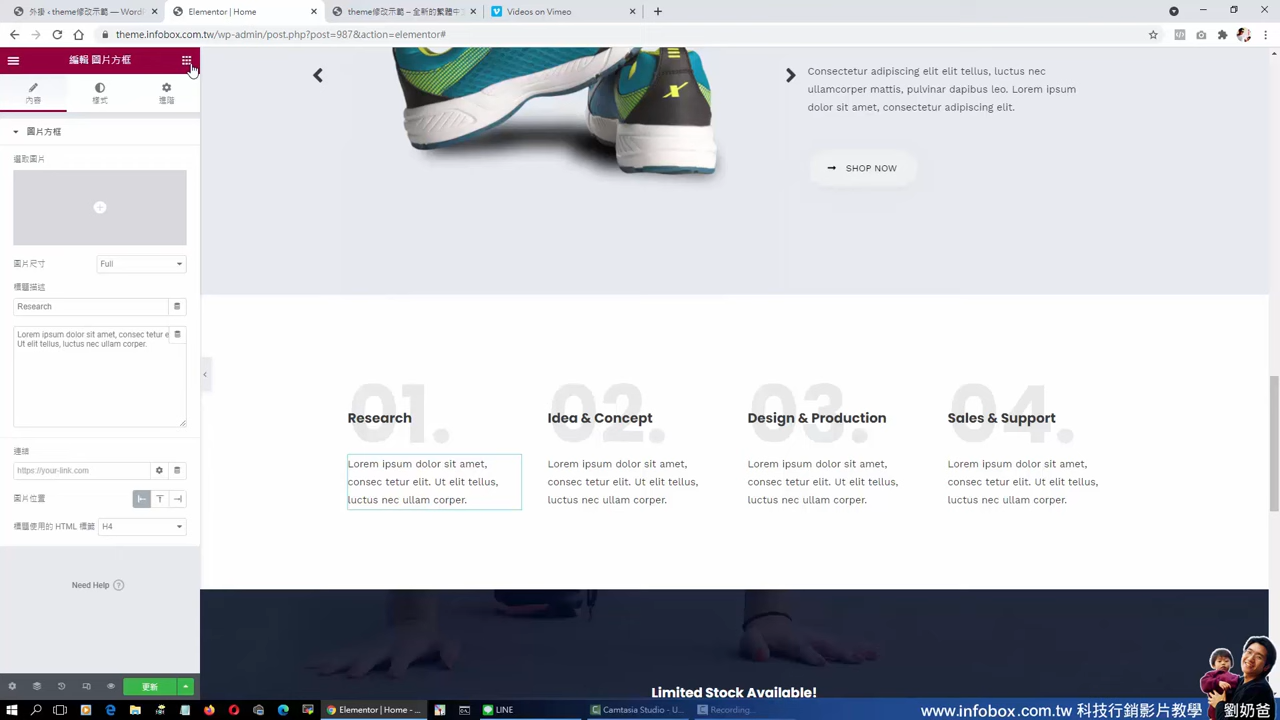 外掛 ‹ theme修改示範 — WordP
Elementor | Home
theme修改示範 – 全新的繁體中文
Videos on Vimeo
theme.infobox.com.tw/wp-admin/post.php?post=987&action=elementor#
編輯 圖片方框
內容
樣式
進階
圖片方框
選取圖片
圖片尺寸
Full
標題描述
Research
Lorem ipsum dolor sit amet, consec tetur e
Ut elit tellus, luctus nec ullam corper.
連結
https://your-link.com
圖片位置
標題使用的 HTML 標籤
H4
Need Help
更新
Consectetur adipiscing elit elit tellus, luctus nec
ullamcorper mattis, pulvinar dapibus leo. Lorem ipsum
dolor sit amet, consectetur adipiscing elit.
SHOP NOW
01.
Research
Lorem ipsum dolor sit amet,
consec tetur elit. Ut elit tellus,
luctus nec ullam corper.
02.
Idea & Concept
Lorem ipsum dolor sit amet,
consec tetur elit. Ut elit tellus,
luctus nec ullam corper.
03.
Design & Production
Lorem ipsum dolor sit amet,
consec tetur elit. Ut elit tellus,
luctus nec ullam corper.
04.
Sales & Support
Lorem ipsum dolor sit amet,
consec tetur elit. Ut elit tellus,
luctus nec ullam corper.
Limited Stock Available!
Elementor | Home - ...
LINE
Camtasia Studio - U...
Recording...
www.infobox.com.tw 科技行銷影片教學
劉奶爸